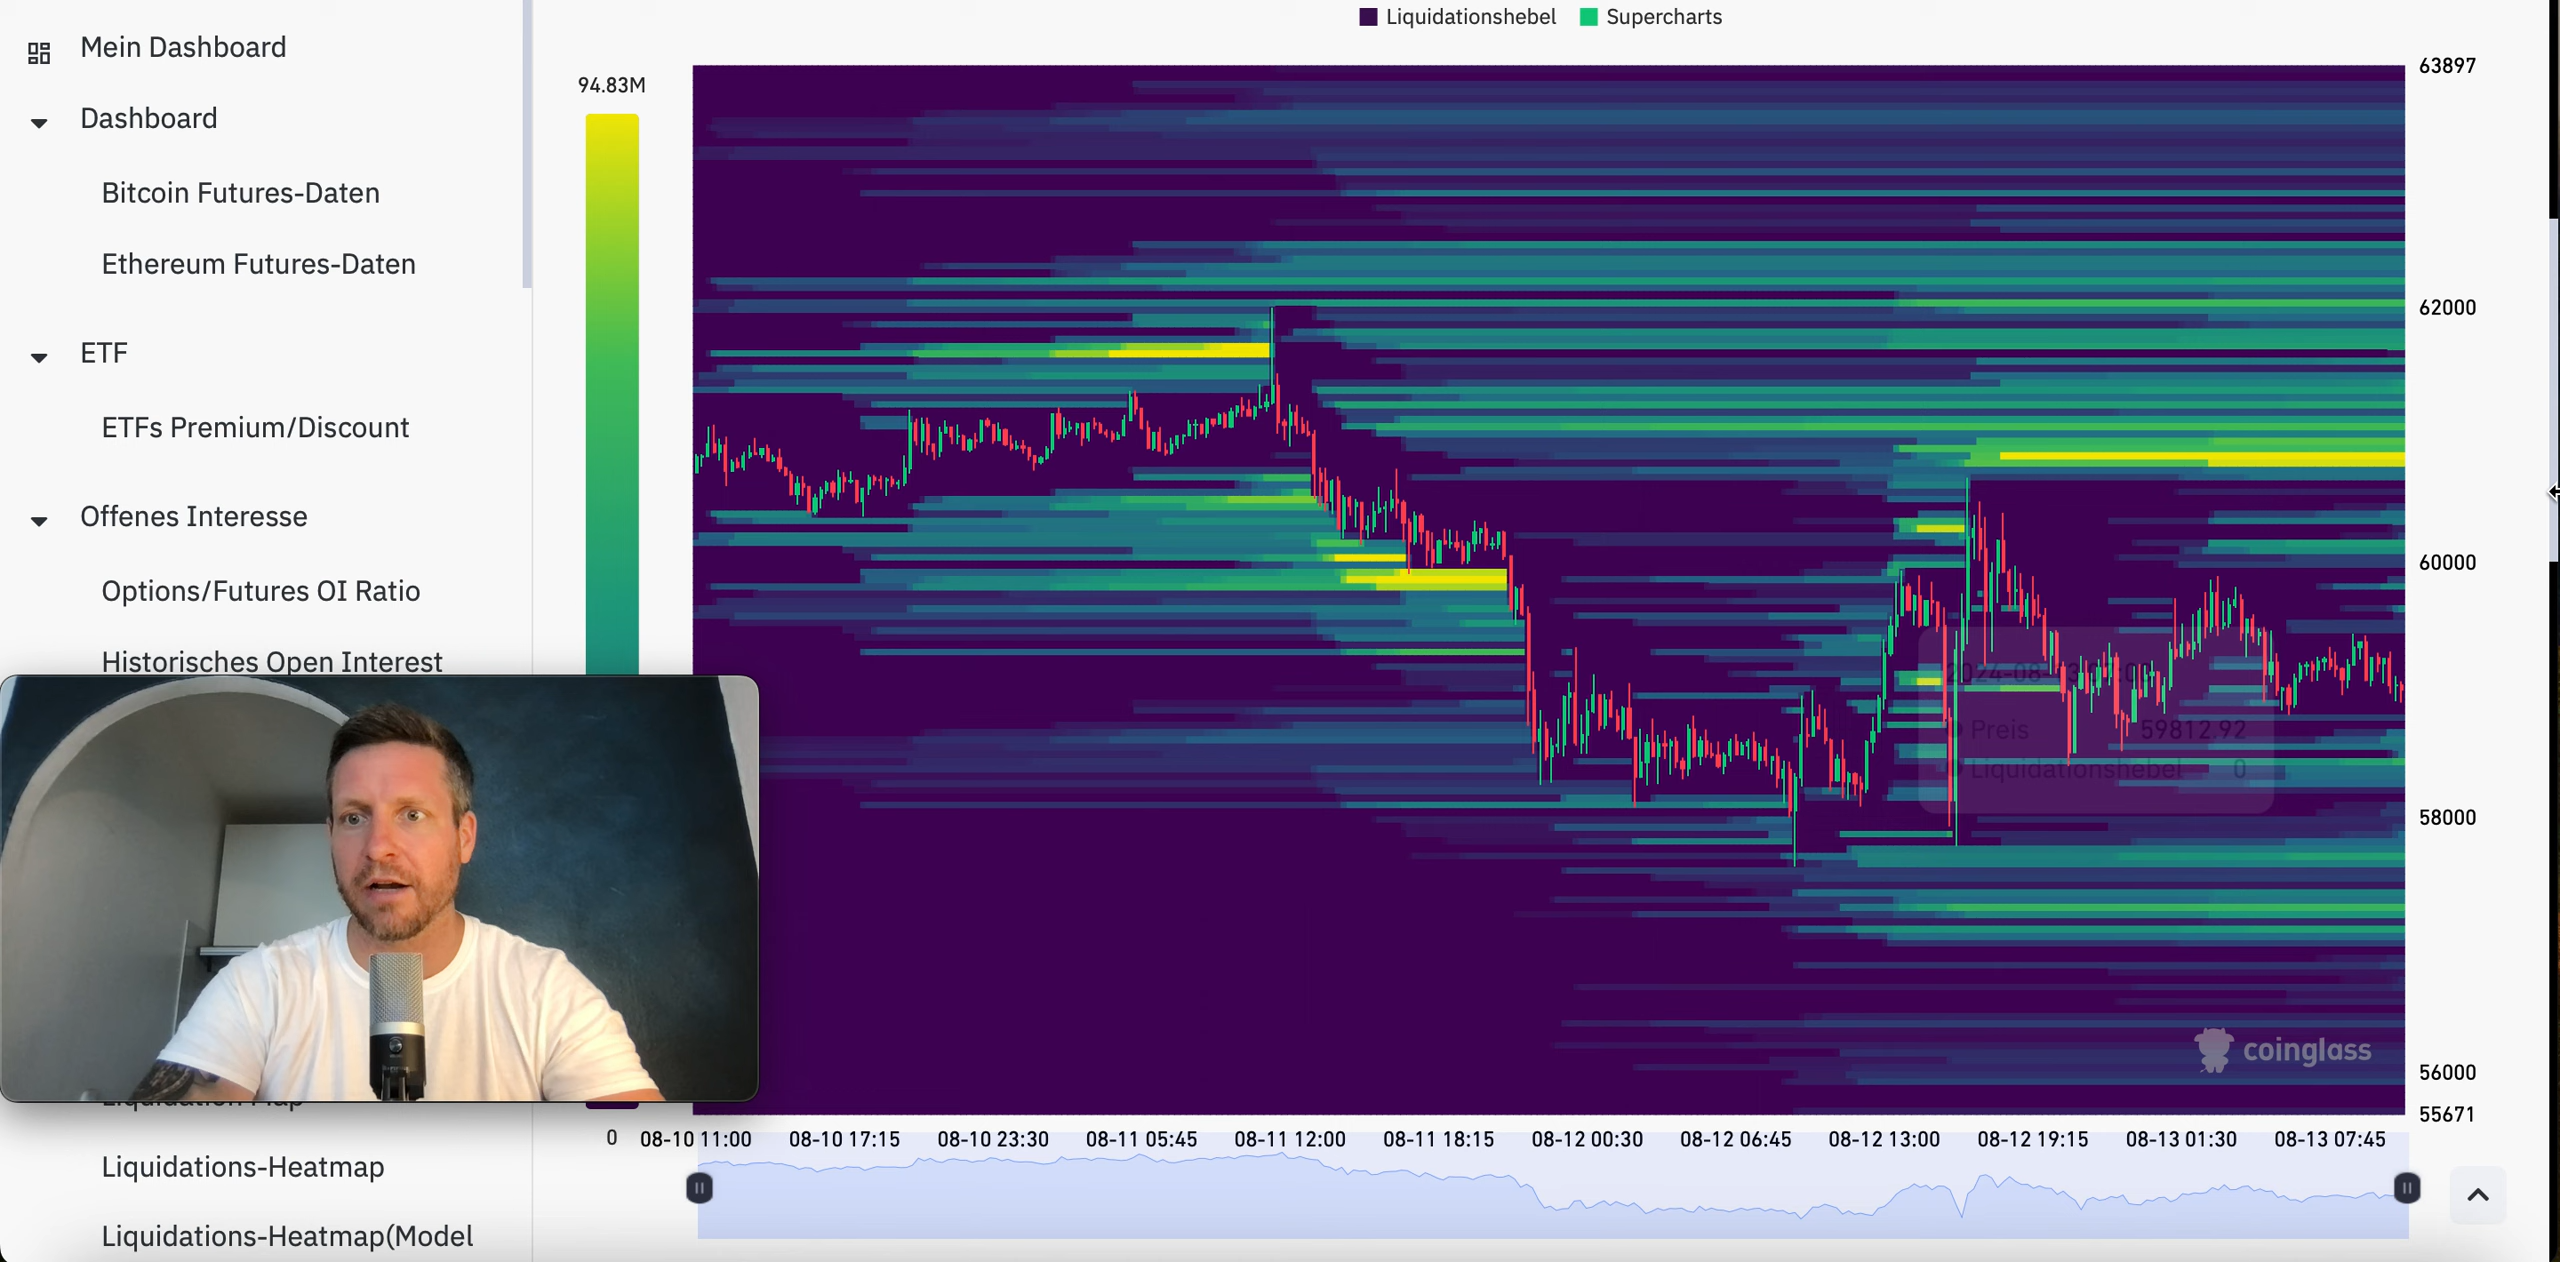 Liquidationshebel Supercharts
Mein Dashboard
Dashboard
Bitcoin Futures-Daten
Ethereum Futures-Daten
ETF
ETFs Premium/Discount
Offenes Interesse
Options/Futures OI Ratio
Historisches Open Interest
Liquidation Map
Liquidations-Heatmap
Liquidations-Heatmap(Model
94.83M
0
63897
62000
60000
58000
56000
55671
Preis 59812.92
Liquidationshebel 0
coinglass
08-10 11:00 08-10 17:15 08-10 23:30 08-11 05:45 08-11 12:00 08-11 18:15 08-12 00:30 08-12 06:45 08-12 13:00 08-12 19:15 08-13 01:30 08-13 07:45